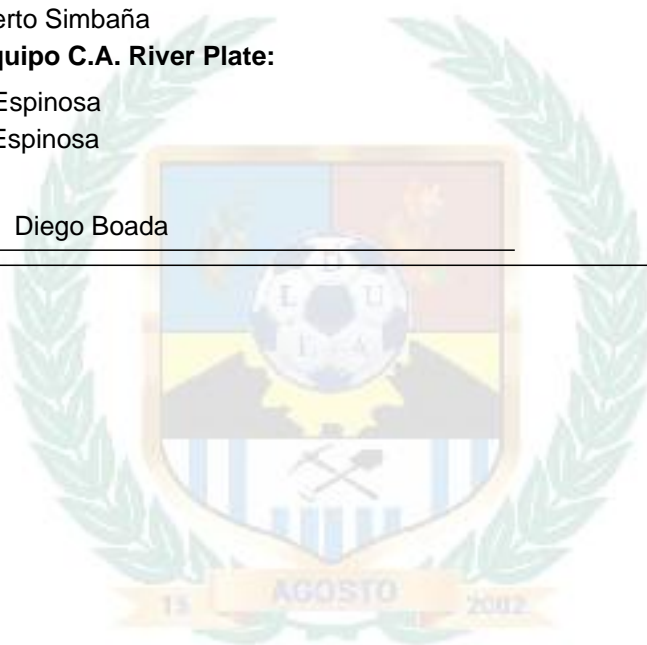 erto Simbaña
quipo C.A. River Plate:
Espinosa
Espinosa
Diego Boada
D
L U
E A
15 AGOSTO 2002